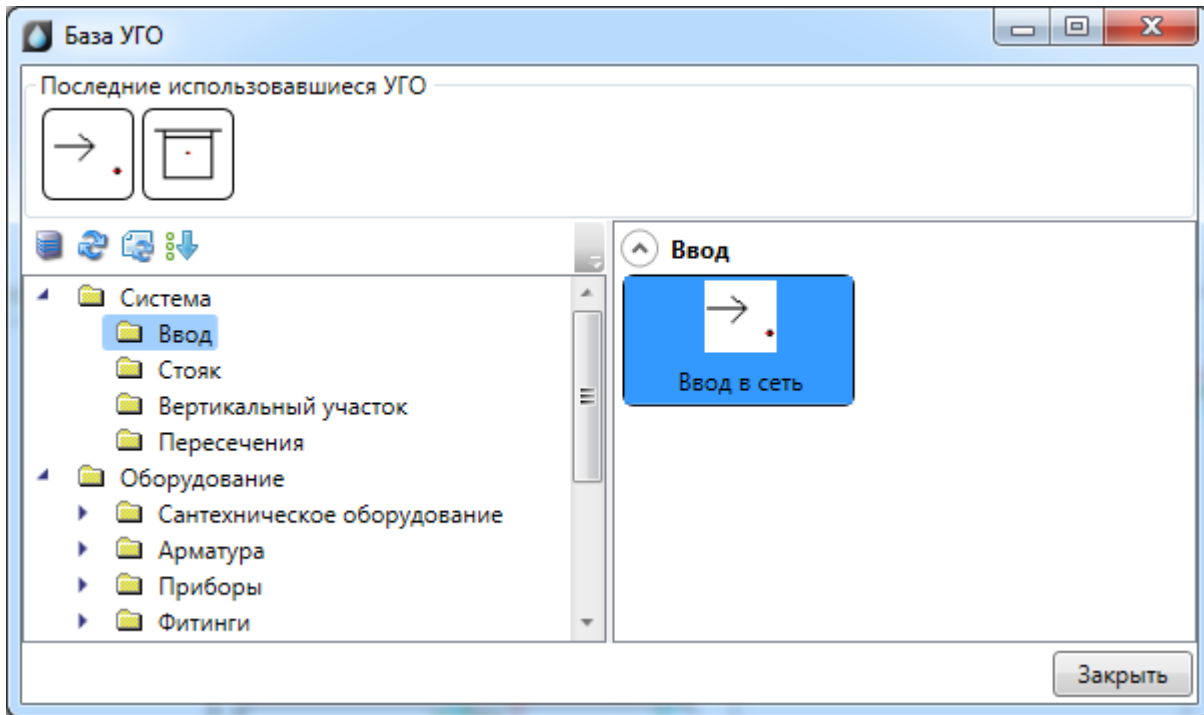 База УГО
Последние использовавшиеся УГО
Система
Ввод
Стояк
Вертикальный участок
Пересечения
Оборудование
Сантехническое оборудование
Арматура
Приборы
Фитинги
Ввод
Ввод в сеть
Закрыть